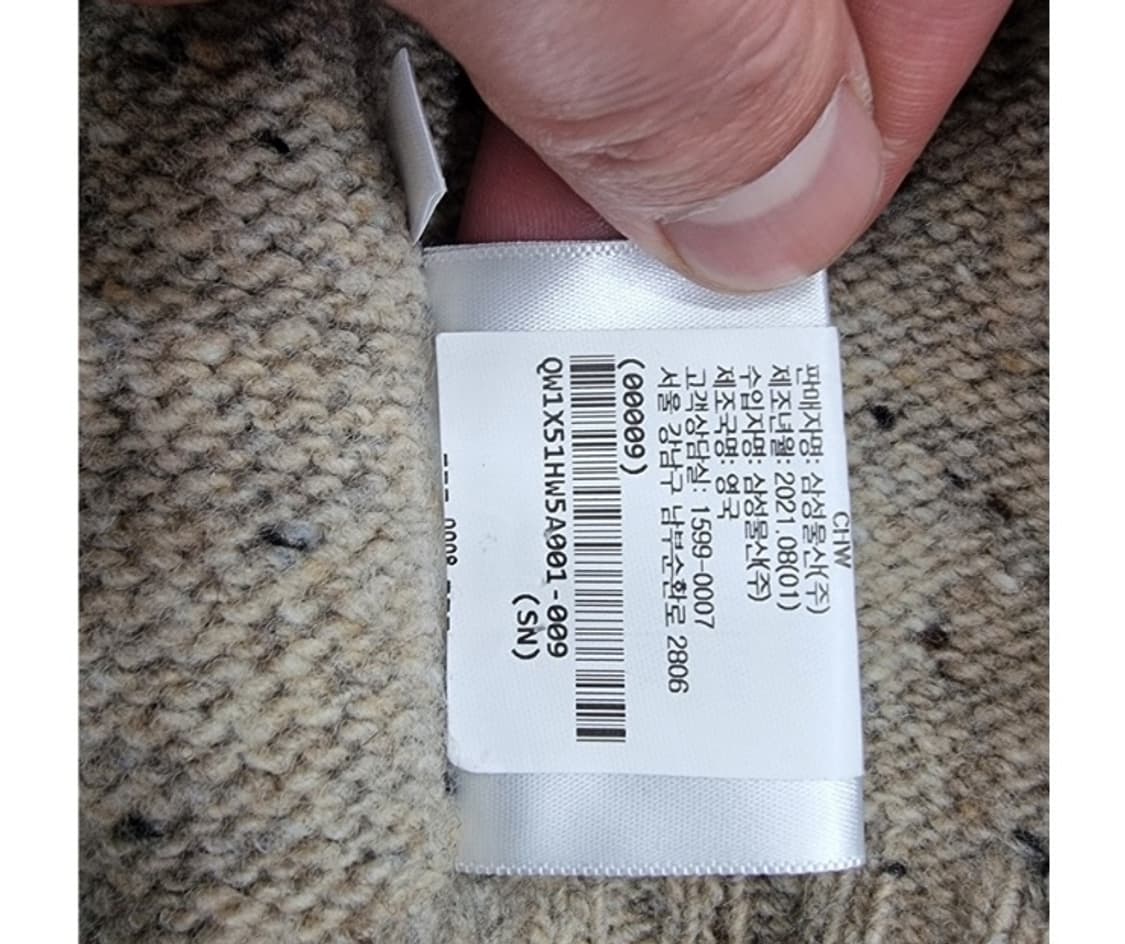 CHW
판매자명: 삼성물산(주)
제조년월: 2021.08(01)
수입자명: 삼성물산(주)
제조국명: 영국
고객상담실: 1599-0007
서울 강남구 남부순환로 2806
(00009)
QW1X51HW5A001-009
(SN)